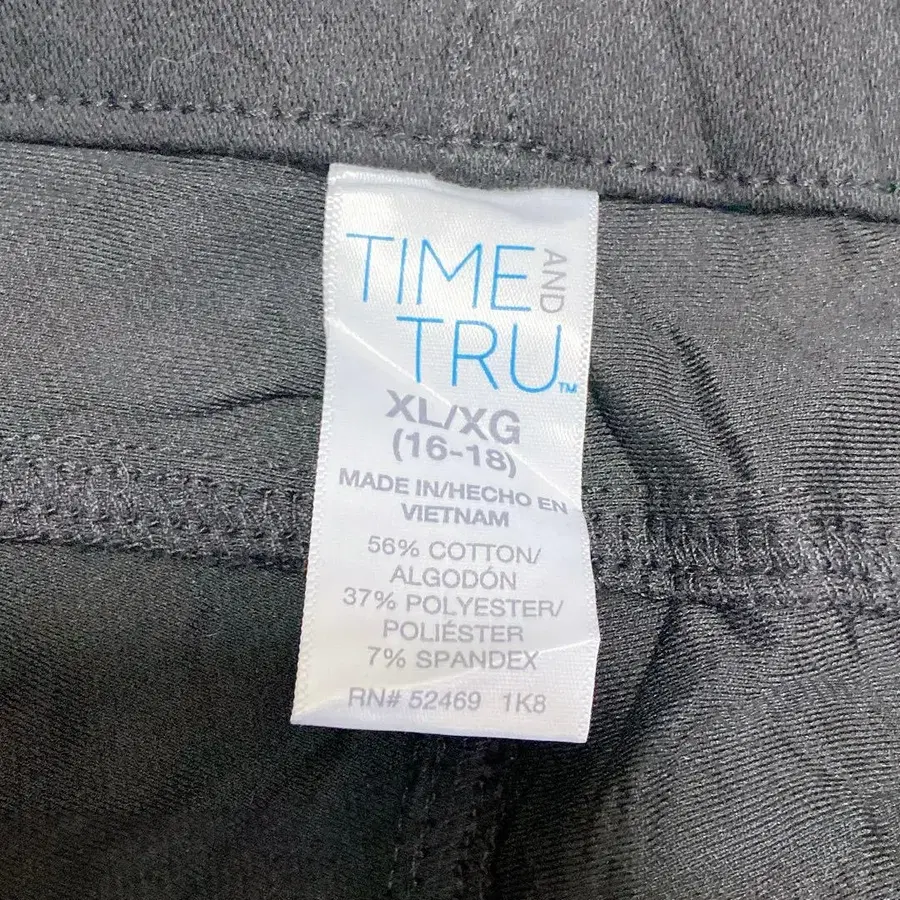 TIME AND
TRU™
XL/XG
(16-18)
MADE IN/HECHO EN
VIETNAM
56% COTTON/
ALGODÓN
37% POLYESTER/
POLIÉSTER
7% SPANDEX
RN# 52469 1K8